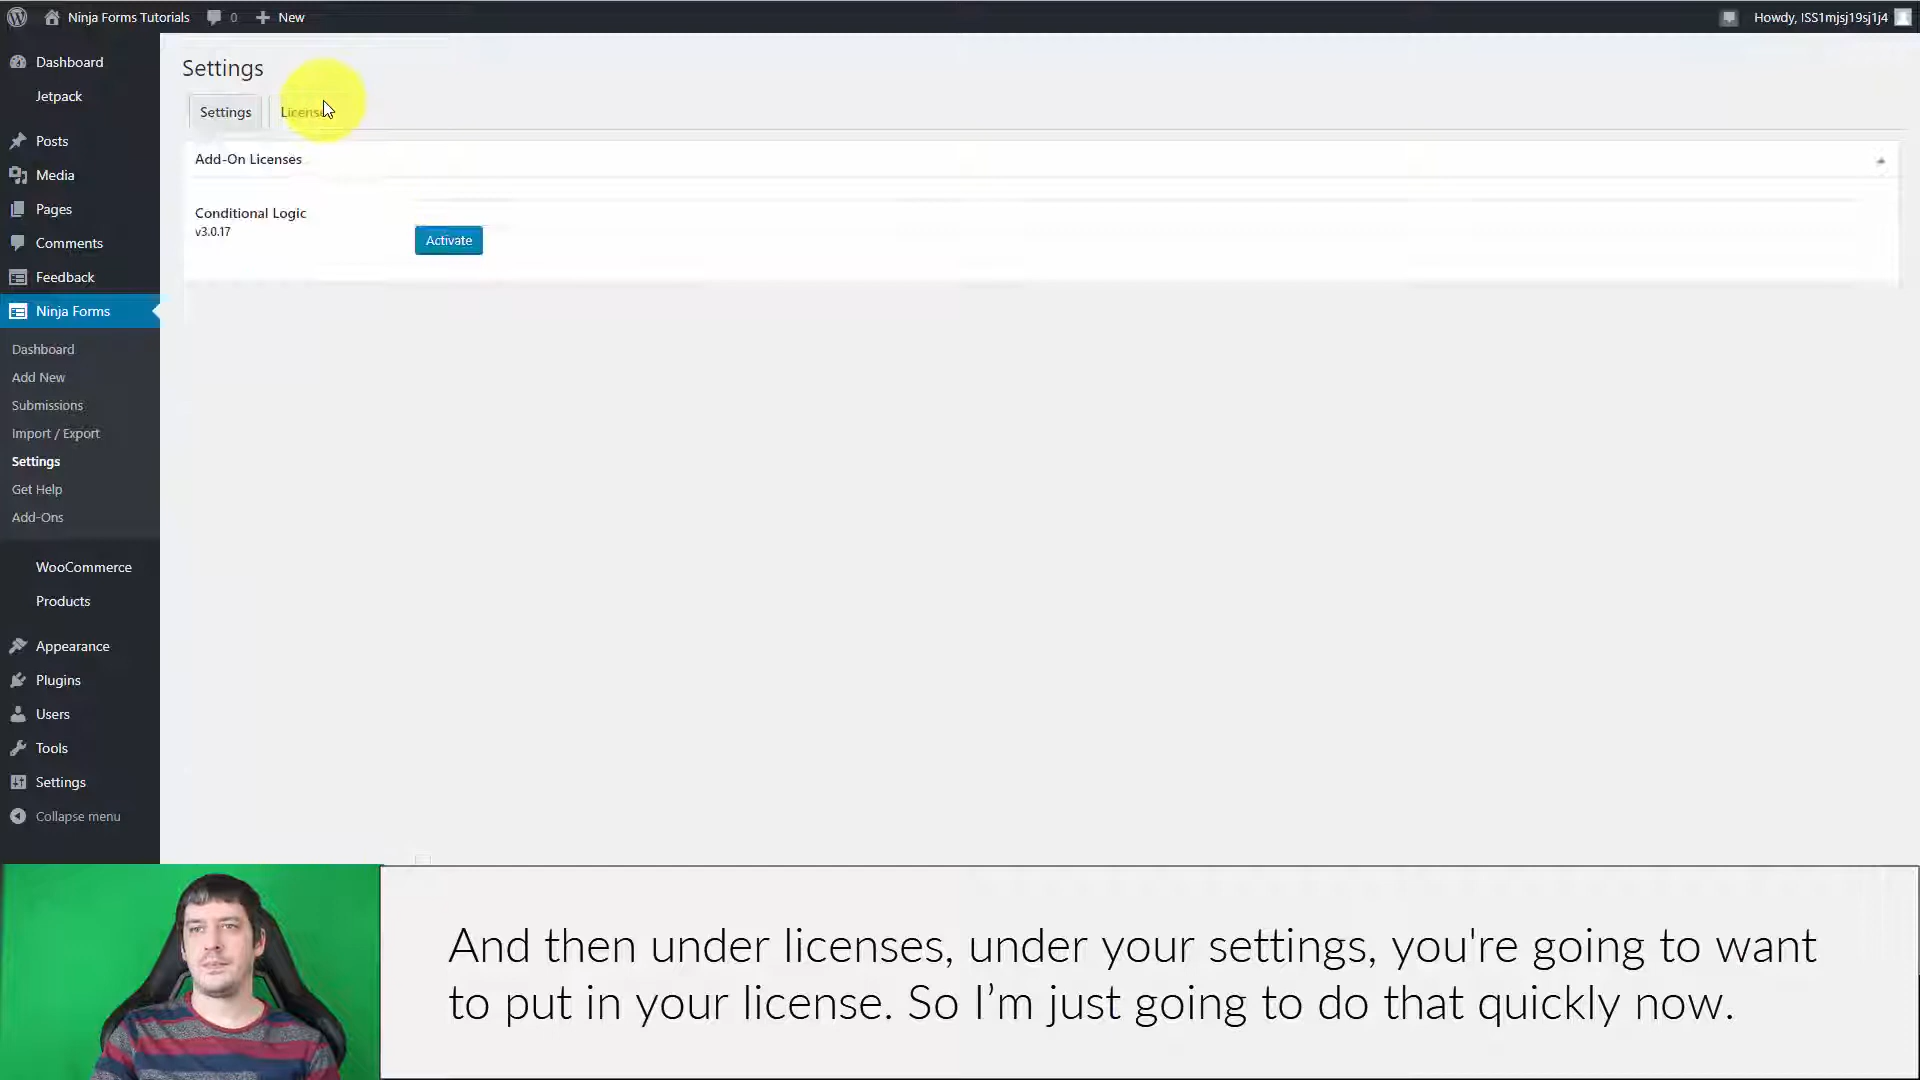 Ninja Forms Tutorials 0 New Howdy, ISS1mjsj19sj1j4
Dashboard
Jetpack
Posts
Media
Pages
Comments
Feedback
Ninja Forms
Dashboard
Add New
Submissions
Import / Export
Settings
Get Help
Add-Ons
WooCommerce
Products
Appearance
Plugins
Users
Tools
Settings
Collapse menu
Settings
Settings Licenses
Add-On Licenses
Conditional Logic
v3.0.17
Activate
And then under licenses, under your settings, you're going to want
to put in your license. So I’m just going to do that quickly now.